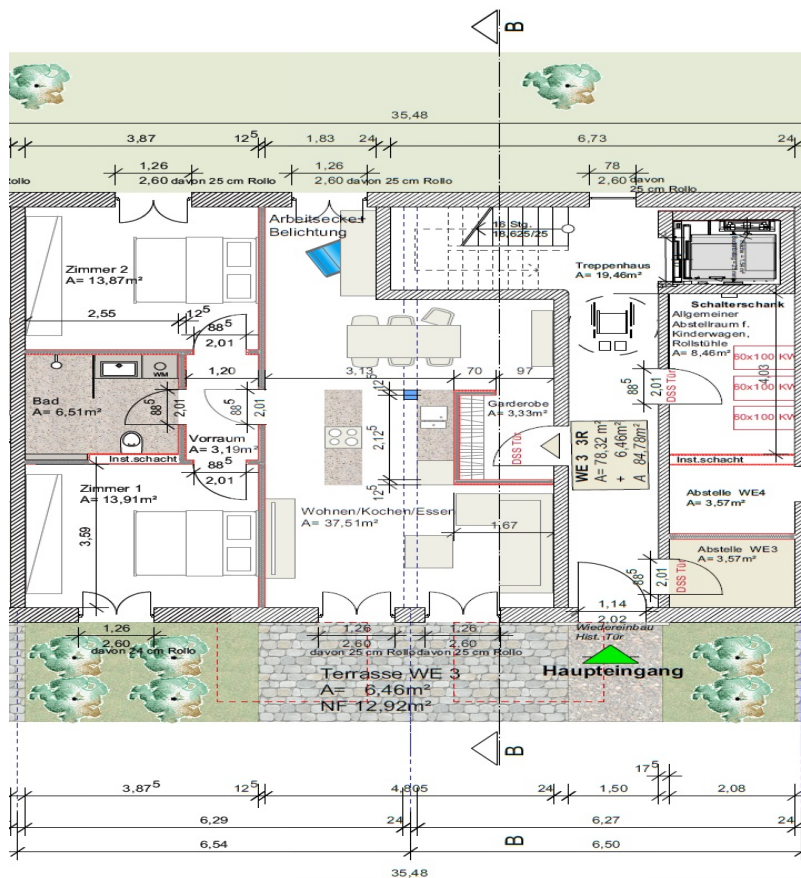 B
35,48
3,87
12⁵
1,83
24
6,73
24
1,26
2,60 davon 25 cm Rollo
1,26
2,60 davon 25 cm Rollo
78
2,60
davon
25 cm Rollo
Rollo
Arbeitsecke
Belichtung
16 Stg.
18,625/25
Zimmer 2
A= 13,87m²
2,55
12⁵
88⁵
2,01
Treppenhaus
A= 19,46m²
Schalterschank
Allgemeiner
Abstellraum f.
Kinderwagen,
Rollstühle
A= 8,46m²
60x100 KW
60x100 KW
60x100 KW
4,03
88⁵
2,01
DSS Tür
WM
1,20
3,13
70
97
12⁵
Bad
A= 6,51m²
88⁵
2,01
88⁵
2,01
Garderobe
A= 3,33m²
2,12⁵
12⁵
DSS Tür
Vorraum
A= 3,19m²
88⁵
2,01
WE 3 3R
A= 78,32 m²
+ 6,46m²
A 84,78m²
Inst.schacht
Inst.schacht
Zimmer 1
A= 13,91m²
3,59
Wohnen/Kochen/Essen
A= 37,51m²
1,67
Abstelle WE4
A= 3,57m²
Abstelle WE3
A= 3,57m²
88⁵
2,01
DSS Tür
1,14
2,02
Wiedereinbau
Hist. Tür
Haupteingang
1,26
2,60
davon 24 cm Rollo
1,26
2,60
davon 25 cm Rollo
1,26
2,60
davon 25 cm Rollo
Terrasse WE 3
A= 6,46m²
NF 12,92m²
B
17⁵
3,87⁵
12⁵
4,805
24
1,50
2,08
6,29
24
6,27
24
B
6,54
6,50
35,48